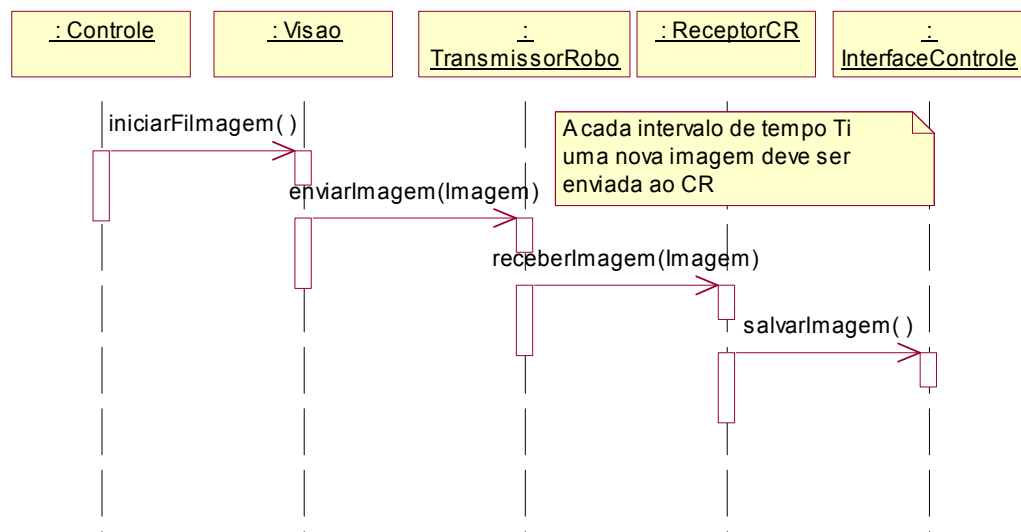 : Controle
: Visao
:
TransmissorRobo
: ReceptorCR
:
InterfaceControle
iniciarFilmagem( )
A cada intervalo de tempo Ti
uma nova imagem deve ser
enviada ao CR
enviarImagem(Imagem)
receberImagem(Imagem)
salvarImagem( )